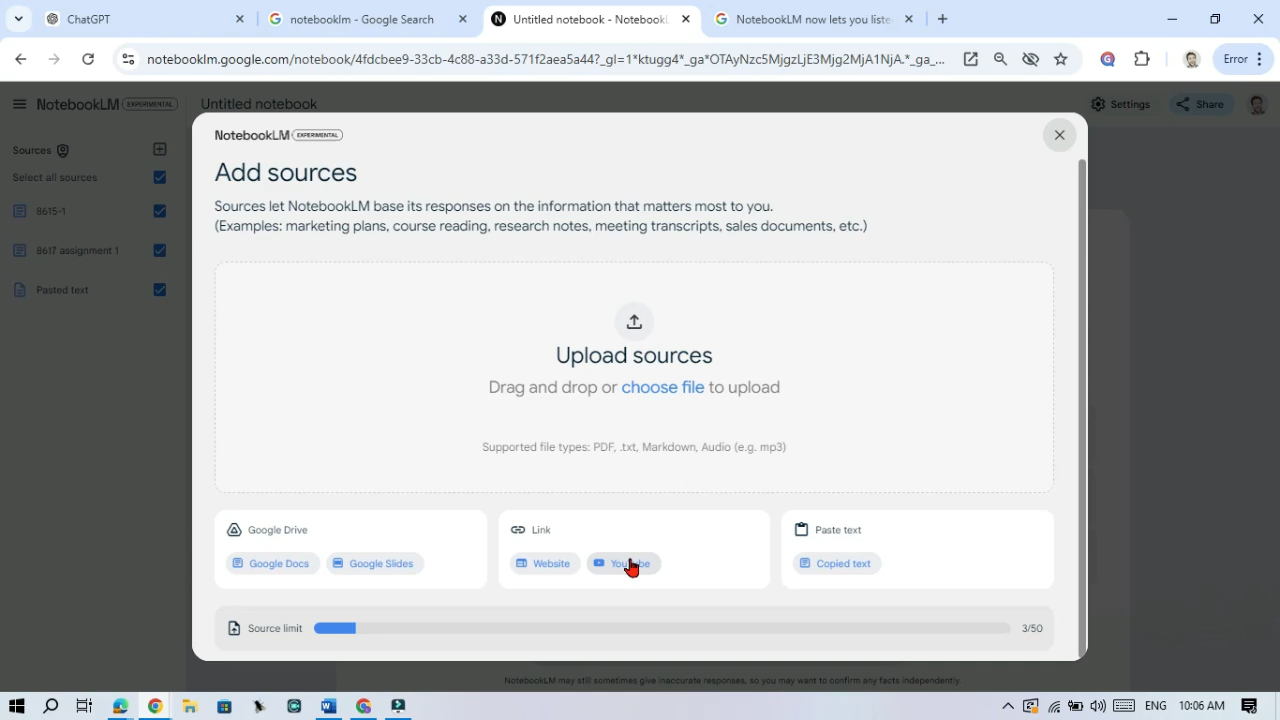 ChatGPT
notebooklm - Google Search
Untitled notebook - NotebookL
NotebookLM now lets you liste
notebooklm.google.com/notebook/4fdcbee9-33cb-4c88-a33d-571f2aea5a44?_gl=1*ktugg4*_ga*OTAyNzc5MjgzLjE3Mjg2MjA1NjA.*_ga_...
Error
NotebookLM EXPERIMENTAL
Untitled notebook
Settings
Share
Sources
Select all sources
8615-1
8617 assignment 1
Pasted text
NotebookLM EXPERIMENTAL
Add sources
Sources let NotebookLM base its responses on the information that matters most to you.
(Examples: marketing plans, course reading, research notes, meeting transcripts, sales documents, etc.)
Upload sources
Drag and drop or choose file to upload
Supported file types: PDF, .txt, Markdown, Audio (e.g. mp3)
Google Drive
Google Docs
Google Slides
Link
Website
YouTube
Paste text
Copied text
Source limit
3/50
NotebookLM may still sometimes give inaccurate responses, so you may want to confirm any facts independently.
ENG
10:06 AM